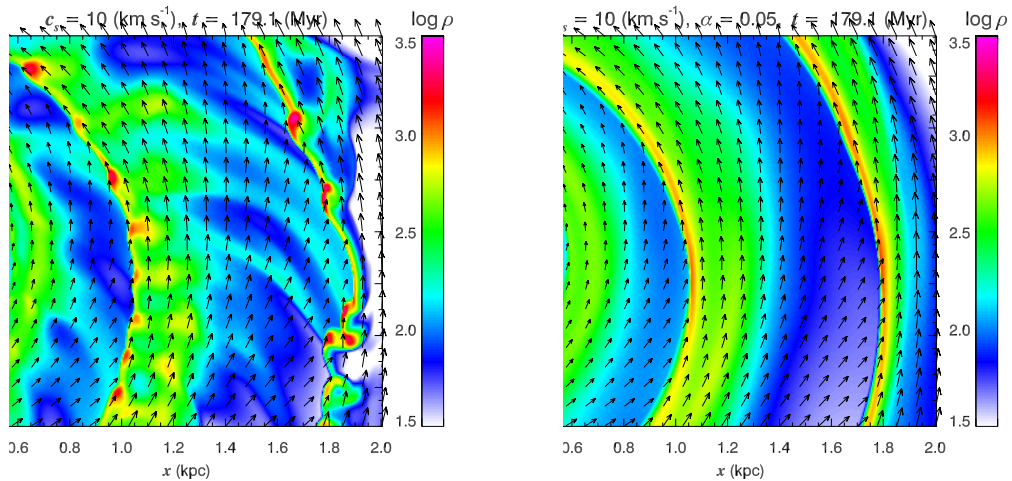 c_s = 10 (km s⁻¹), t = 179.1 (Myr) log ρ
3.5
3.0
2.5
2.0
1.5
0.6 0.8 1.0 1.2 1.4 1.6 1.8 2.0
x (kpc)
s = 10 (km s⁻¹), α = 0.05, t = 179.1 (Myr) log ρ
3.5
3.0
2.5
2.0
1.5
0.6 0.8 1.0 1.2 1.4 1.6 1.8 2.0
x (kpc)